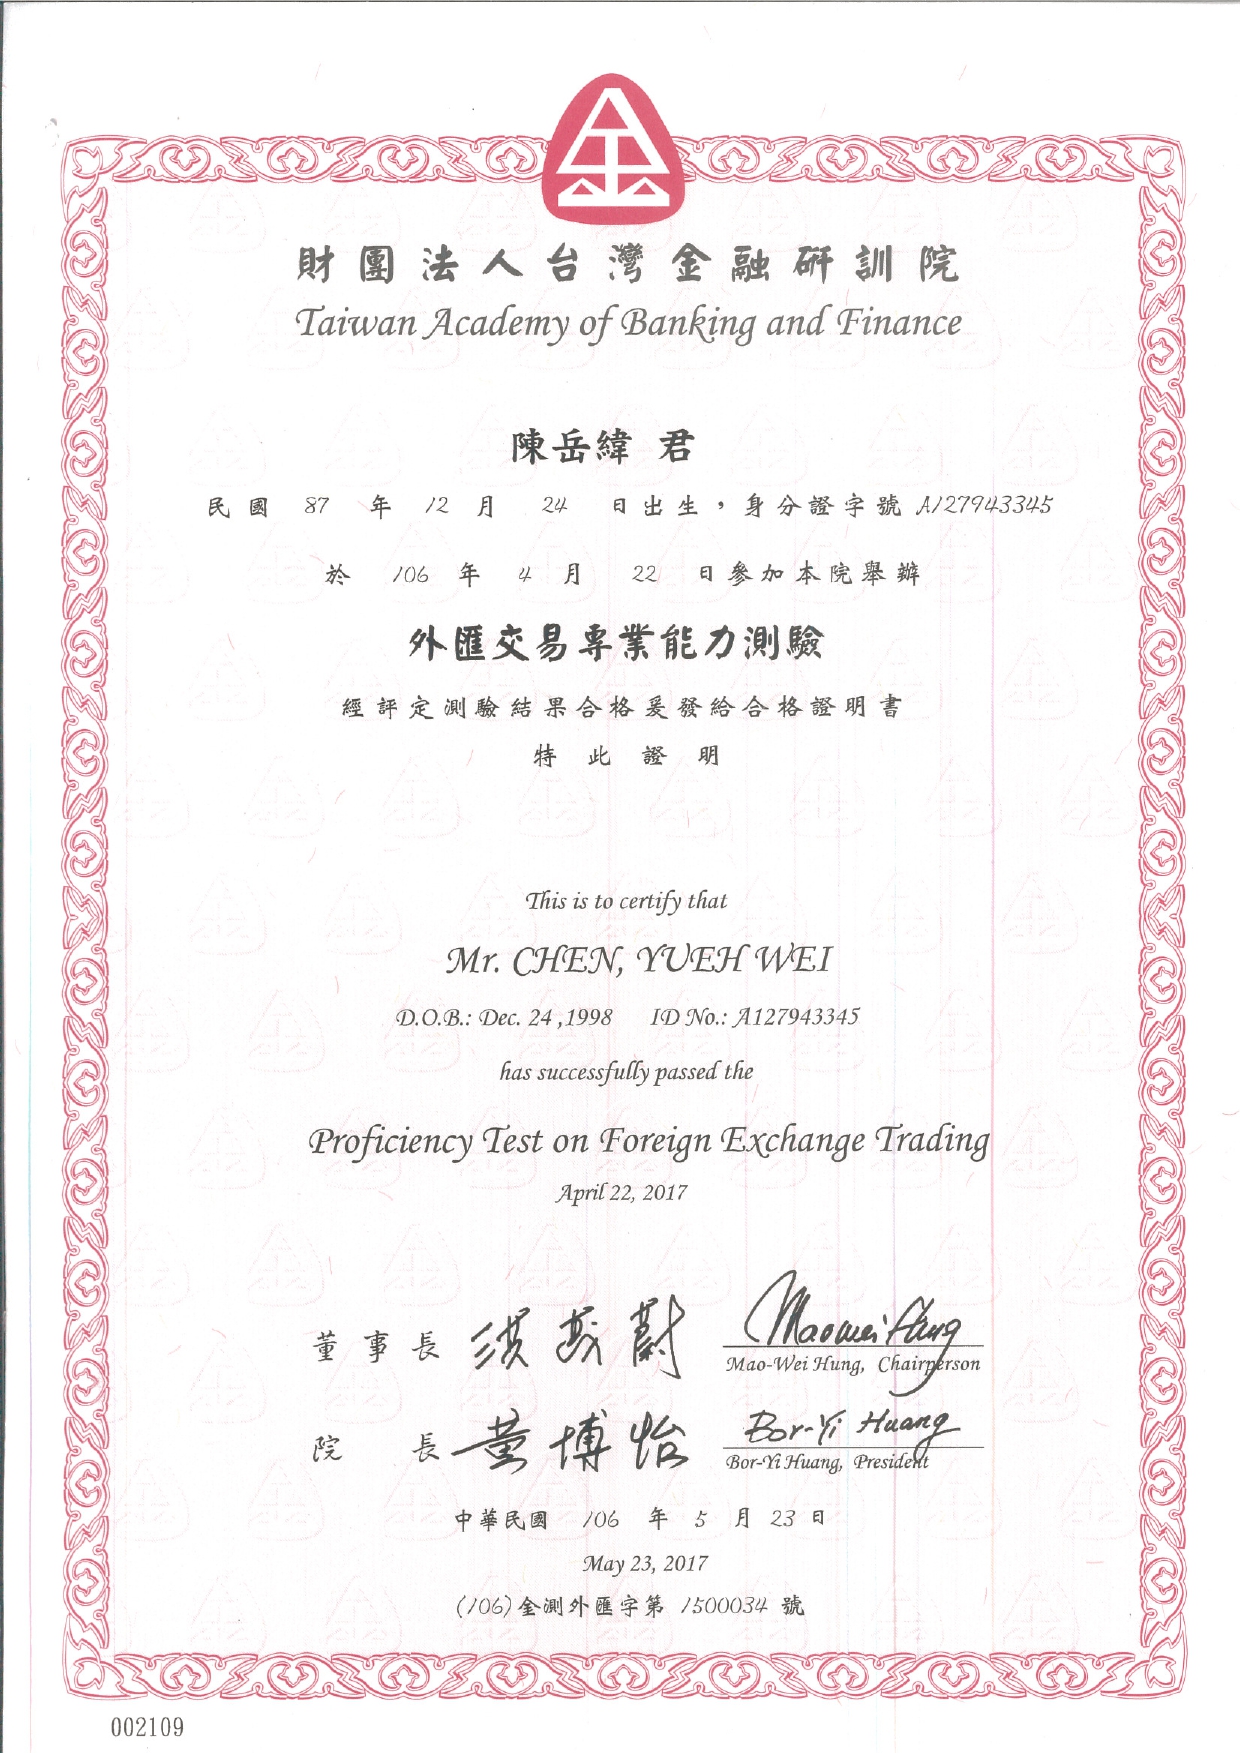 財團法人台灣金融研訓院
Taiwan Academy of Banking and Finance
陳岳緯 君
民國 87 年 12 月 24 日出生，身分證字號 A127943345
於 106 年 4 月 22 日參加本院舉辦
外匯交易專業能力測驗
經評定測驗結果合格爰發給合格證明書
特此證明
This is to certify that
Mr. CHEN, YUEH WEI
D.O.B.: Dec. 24 ,1998 ID No.: A127943345
has successfully passed the
Proficiency Test on Foreign Exchange Trading
April 22, 2017
董事長 洪茂蔚 Maowei Hung
Mao-Wei Hung, Chairperson
院長 黃博怡 Bor-Yi Huang
Bor-Yi Huang, President
中華民國 106 年 5 月 23 日
May 23, 2017
(106)金測外匯字第 1500034 號
002109